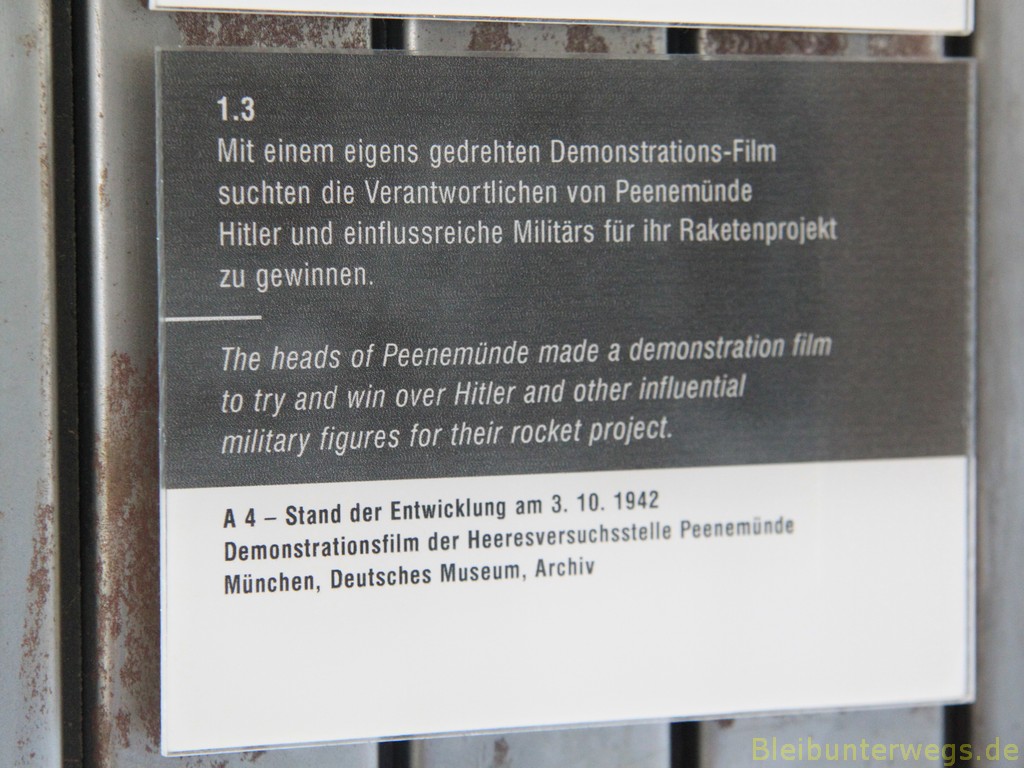 1.3
Mit einem eigens gedrehten Demonstrations-Film
suchten die Verantwortlichen von Peenemünde
Hitler und einflussreiche Militärs für ihr Raketenprojekt
zu gewinnen.
The heads of Peenemünde made a demonstration film
to try and win over Hitler and other influential
military figures for their rocket project.
A 4 – Stand der Entwicklung am 3. 10. 1942
Demonstrationsfilm der Heeresversuchsstelle Peenemünde
München, Deutsches Museum, Archiv
Bleibunterwegs.de